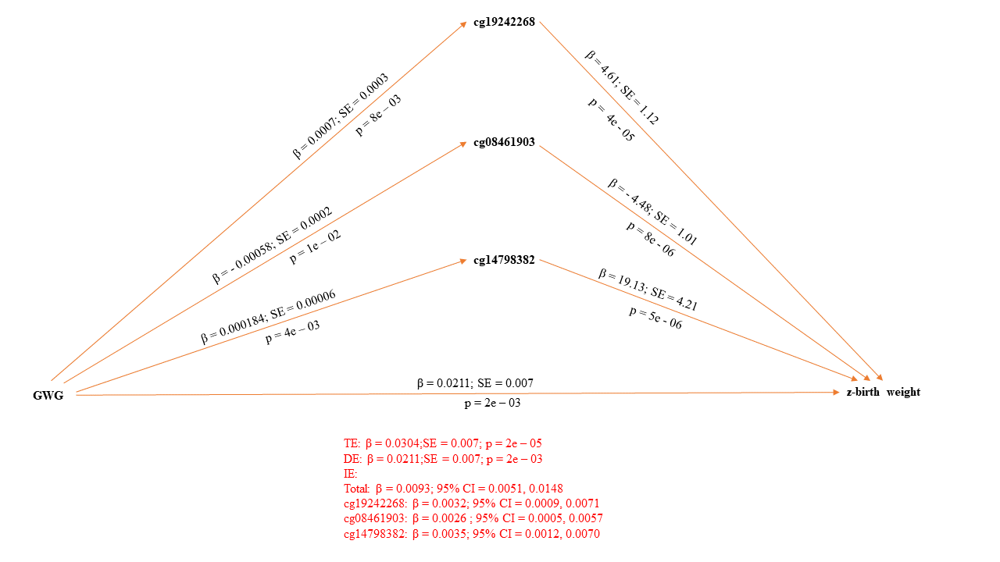 cg19242268
β = 0.0007; SE = 0.0003
p = 8e – 03
β = 4.61; SE = 1.12
p = 4e - 05
cg08461903
β = - 0.00058; SE = 0.0002
p = 1e – 02
β = - 4.48; SE = 1.01
p = 8e - 06
cg14798382
β = 0.000184; SE = 0.00006
p = 4e – 03
β = 19.13; SE = 4.21
p = 5e - 06
GWG
β = 0.0211; SE = 0.007
p = 2e – 03
z-birth weight
TE: β = 0.0304;SE = 0.007; p = 2e – 05
DE: β = 0.0211;SE = 0.007; p = 2e – 03
IE:
Total: β = 0.0093; 95% CI = 0.0051, 0.0148
cg19242268: β = 0.0032; 95% CI = 0.0009, 0.0071
cg08461903: β = 0.0026 ; 95% CI = 0.0005, 0.0057
cg14798382: β = 0.0035; 95% CI = 0.0012, 0.0070